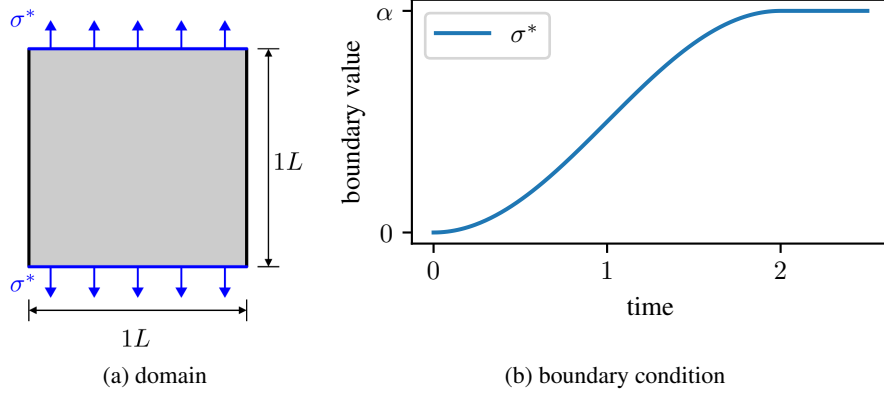 σ*
1L
σ*
1L
(a) domain
α
0
boundary value
σ*
0 1 2
time
(b) boundary condition